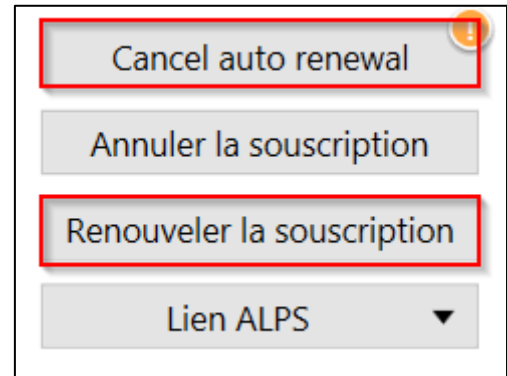 Cancel auto renewal
Annuler la souscription
Renouveler la souscription
Lien ALPS